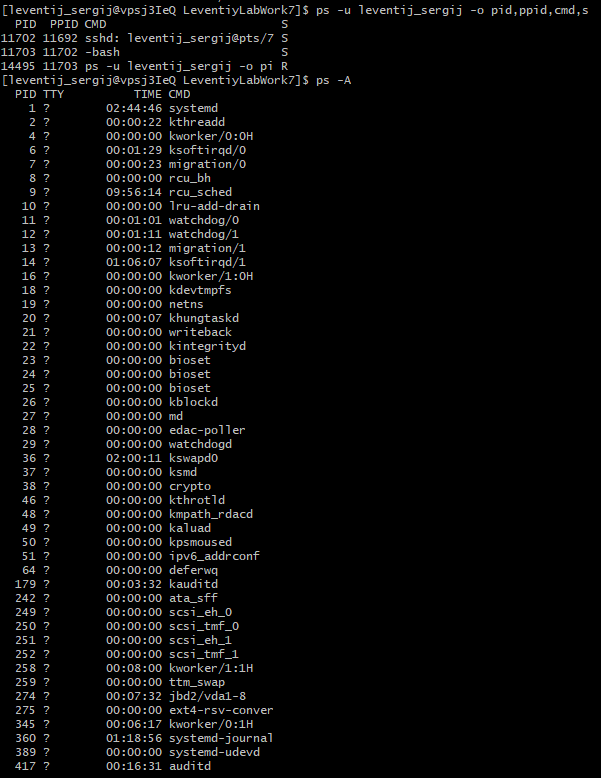 [leventij_sergij@vpsj3IeQ LeventiyLabWork7]$ ps -u leventij_sergij -o pid,ppid,cmd,s
PID PPID CMD S
11702 11692 sshd: leventij_sergij@pts/7 S
11703 11702 -bash S
14495 11703 ps -u leventij_sergij -o pi R
[leventij_sergij@vpsj3IeQ LeventiyLabWork7]$ ps -A
PID TTY TIME CMD
1 ? 02:44:46 systemd
2 ? 00:00:22 kthreadd
4 ? 00:00:00 kworker/0:0H
6 ? 00:01:29 ksoftirqd/0
7 ? 00:00:23 migration/0
8 ? 00:00:00 rcu_bh
9 ? 09:56:14 rcu_sched
10 ? 00:00:00 lru-add-drain
11 ? 00:01:01 watchdog/0
12 ? 00:01:11 watchdog/1
13 ? 00:00:12 migration/1
14 ? 01:06:07 ksoftirqd/1
16 ? 00:00:00 kworker/1:0H
18 ? 00:00:00 kdevtmpfs
19 ? 00:00:00 netns
20 ? 00:00:07 khungtaskd
21 ? 00:00:00 writeback
22 ? 00:00:00 kintegrityd
23 ? 00:00:00 bioset
24 ? 00:00:00 bioset
25 ? 00:00:00 bioset
26 ? 00:00:00 kblockd
27 ? 00:00:00 md
28 ? 00:00:00 edac-poller
29 ? 00:00:00 watchdogd
36 ? 02:00:11 kswapd0
37 ? 00:00:00 ksmd
38 ? 00:00:00 crypto
46 ? 00:00:00 kthrotld
48 ? 00:00:00 kmpath_rdacd
49 ? 00:00:00 kaluad
50 ? 00:00:00 kpsmoused
51 ? 00:00:00 ipv6_addrconf
64 ? 00:00:00 deferwq
179 ? 00:03:32 kauditd
242 ? 00:00:00 ata_sff
249 ? 00:00:00 scsi_eh_0
250 ? 00:00:00 scsi_tmf_0
251 ? 00:00:00 scsi_eh_1
252 ? 00:00:00 scsi_tmf_1
258 ? 00:08:00 kworker/1:1H
259 ? 00:00:00 ttm_swap
274 ? 00:07:32 jbd2/vda1-8
275 ? 00:00:00 ext4-rsv-conver
345 ? 00:06:17 kworker/0:1H
360 ? 01:18:56 systemd-journal
389 ? 00:00:00 systemd-udevd
417 ? 00:16:31 auditd